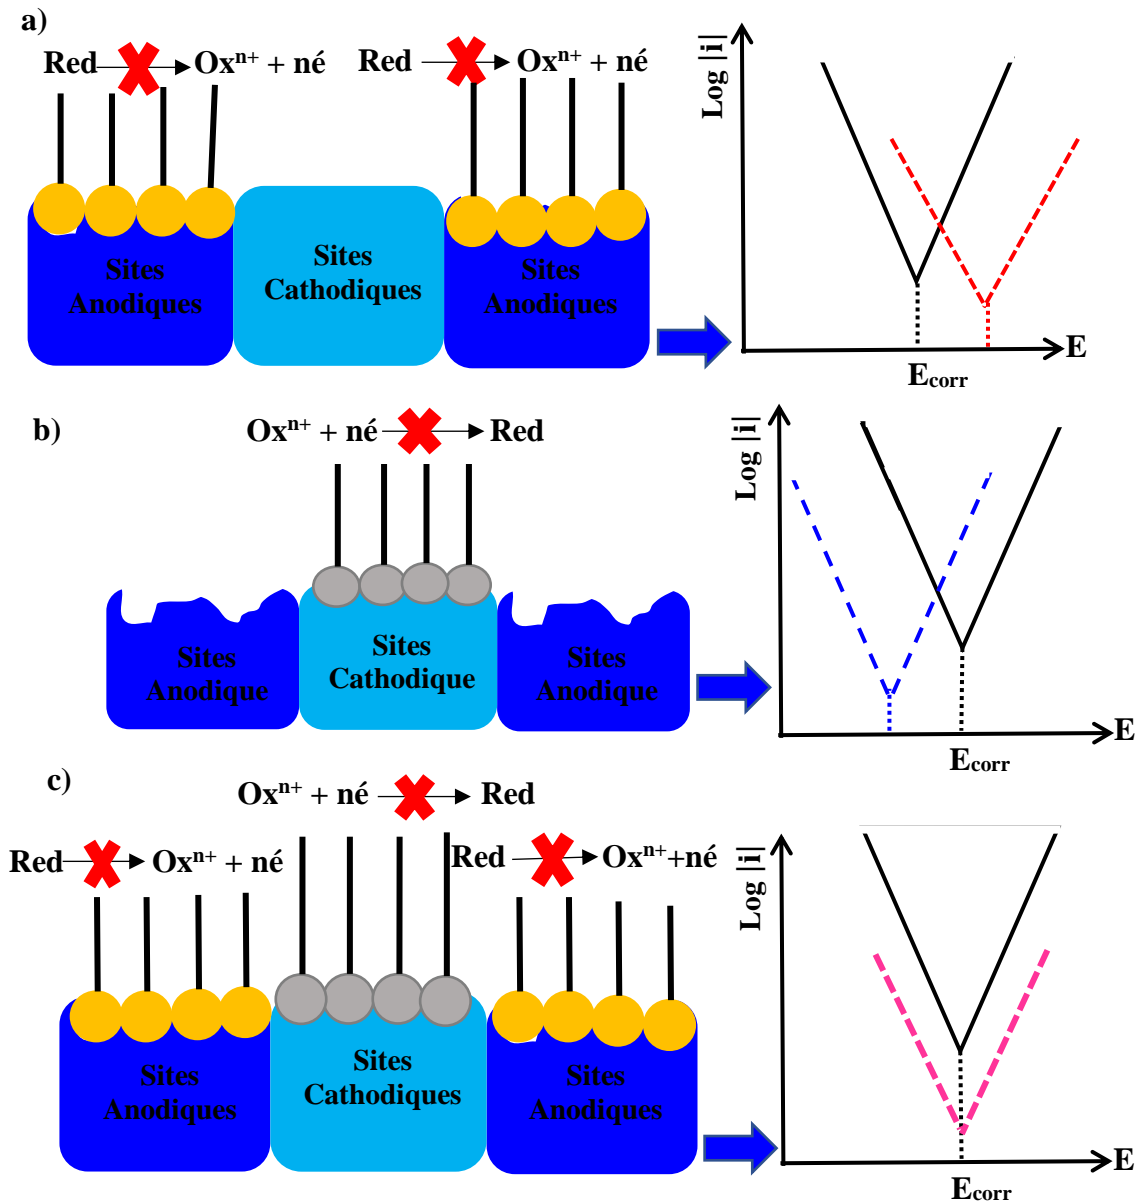 a)
Red → Oxⁿ⁺ + né
Red → Oxⁿ⁺ + né
Sites
Anodiques
Sites
Cathodiques
Sites
Anodiques
Log |i|
E
Ecorr
b)
Oxⁿ⁺ + né → Red
Sites
Anodique
Sites
Cathodique
Sites
Anodique
Log |i|
E
Ecorr
c)
Oxⁿ⁺ + né → Red
Red → Oxⁿ⁺ + né
Red → Oxⁿ⁺+né
Sites
Anodiques
Sites
Cathodiques
Sites
Anodiques
Log |i|
E
Ecorr